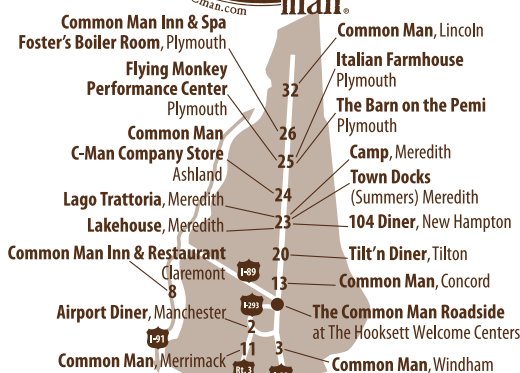 man.com
man.
Common Man Inn & Spa
Foster's Boiler Room, Plymouth
Flying Monkey
Performance Center
Plymouth
Common Man
C-Man Company Store
Ashland
Lago Trattoria, Meredith
Lakehouse, Meredith
Common Man Inn & Restaurant
Claremont
8
Airport Diner, Manchester
Common Man, Merrimack
Common Man, Lincoln
Italian Farmhouse
Plymouth
The Barn on the Pemi
Plymouth
Camp, Meredith
Town Docks
(Summers) Meredith
104 Diner, New Hampton
Tilt'n Diner, Tilton
Common Man, Concord
The Common Man Roadside
at The Hooksett Welcome Centers
Common Man, Windham
32
26
25
24
23
20
13
2
11
3
I-89
I-293
I-91
Rt. 3